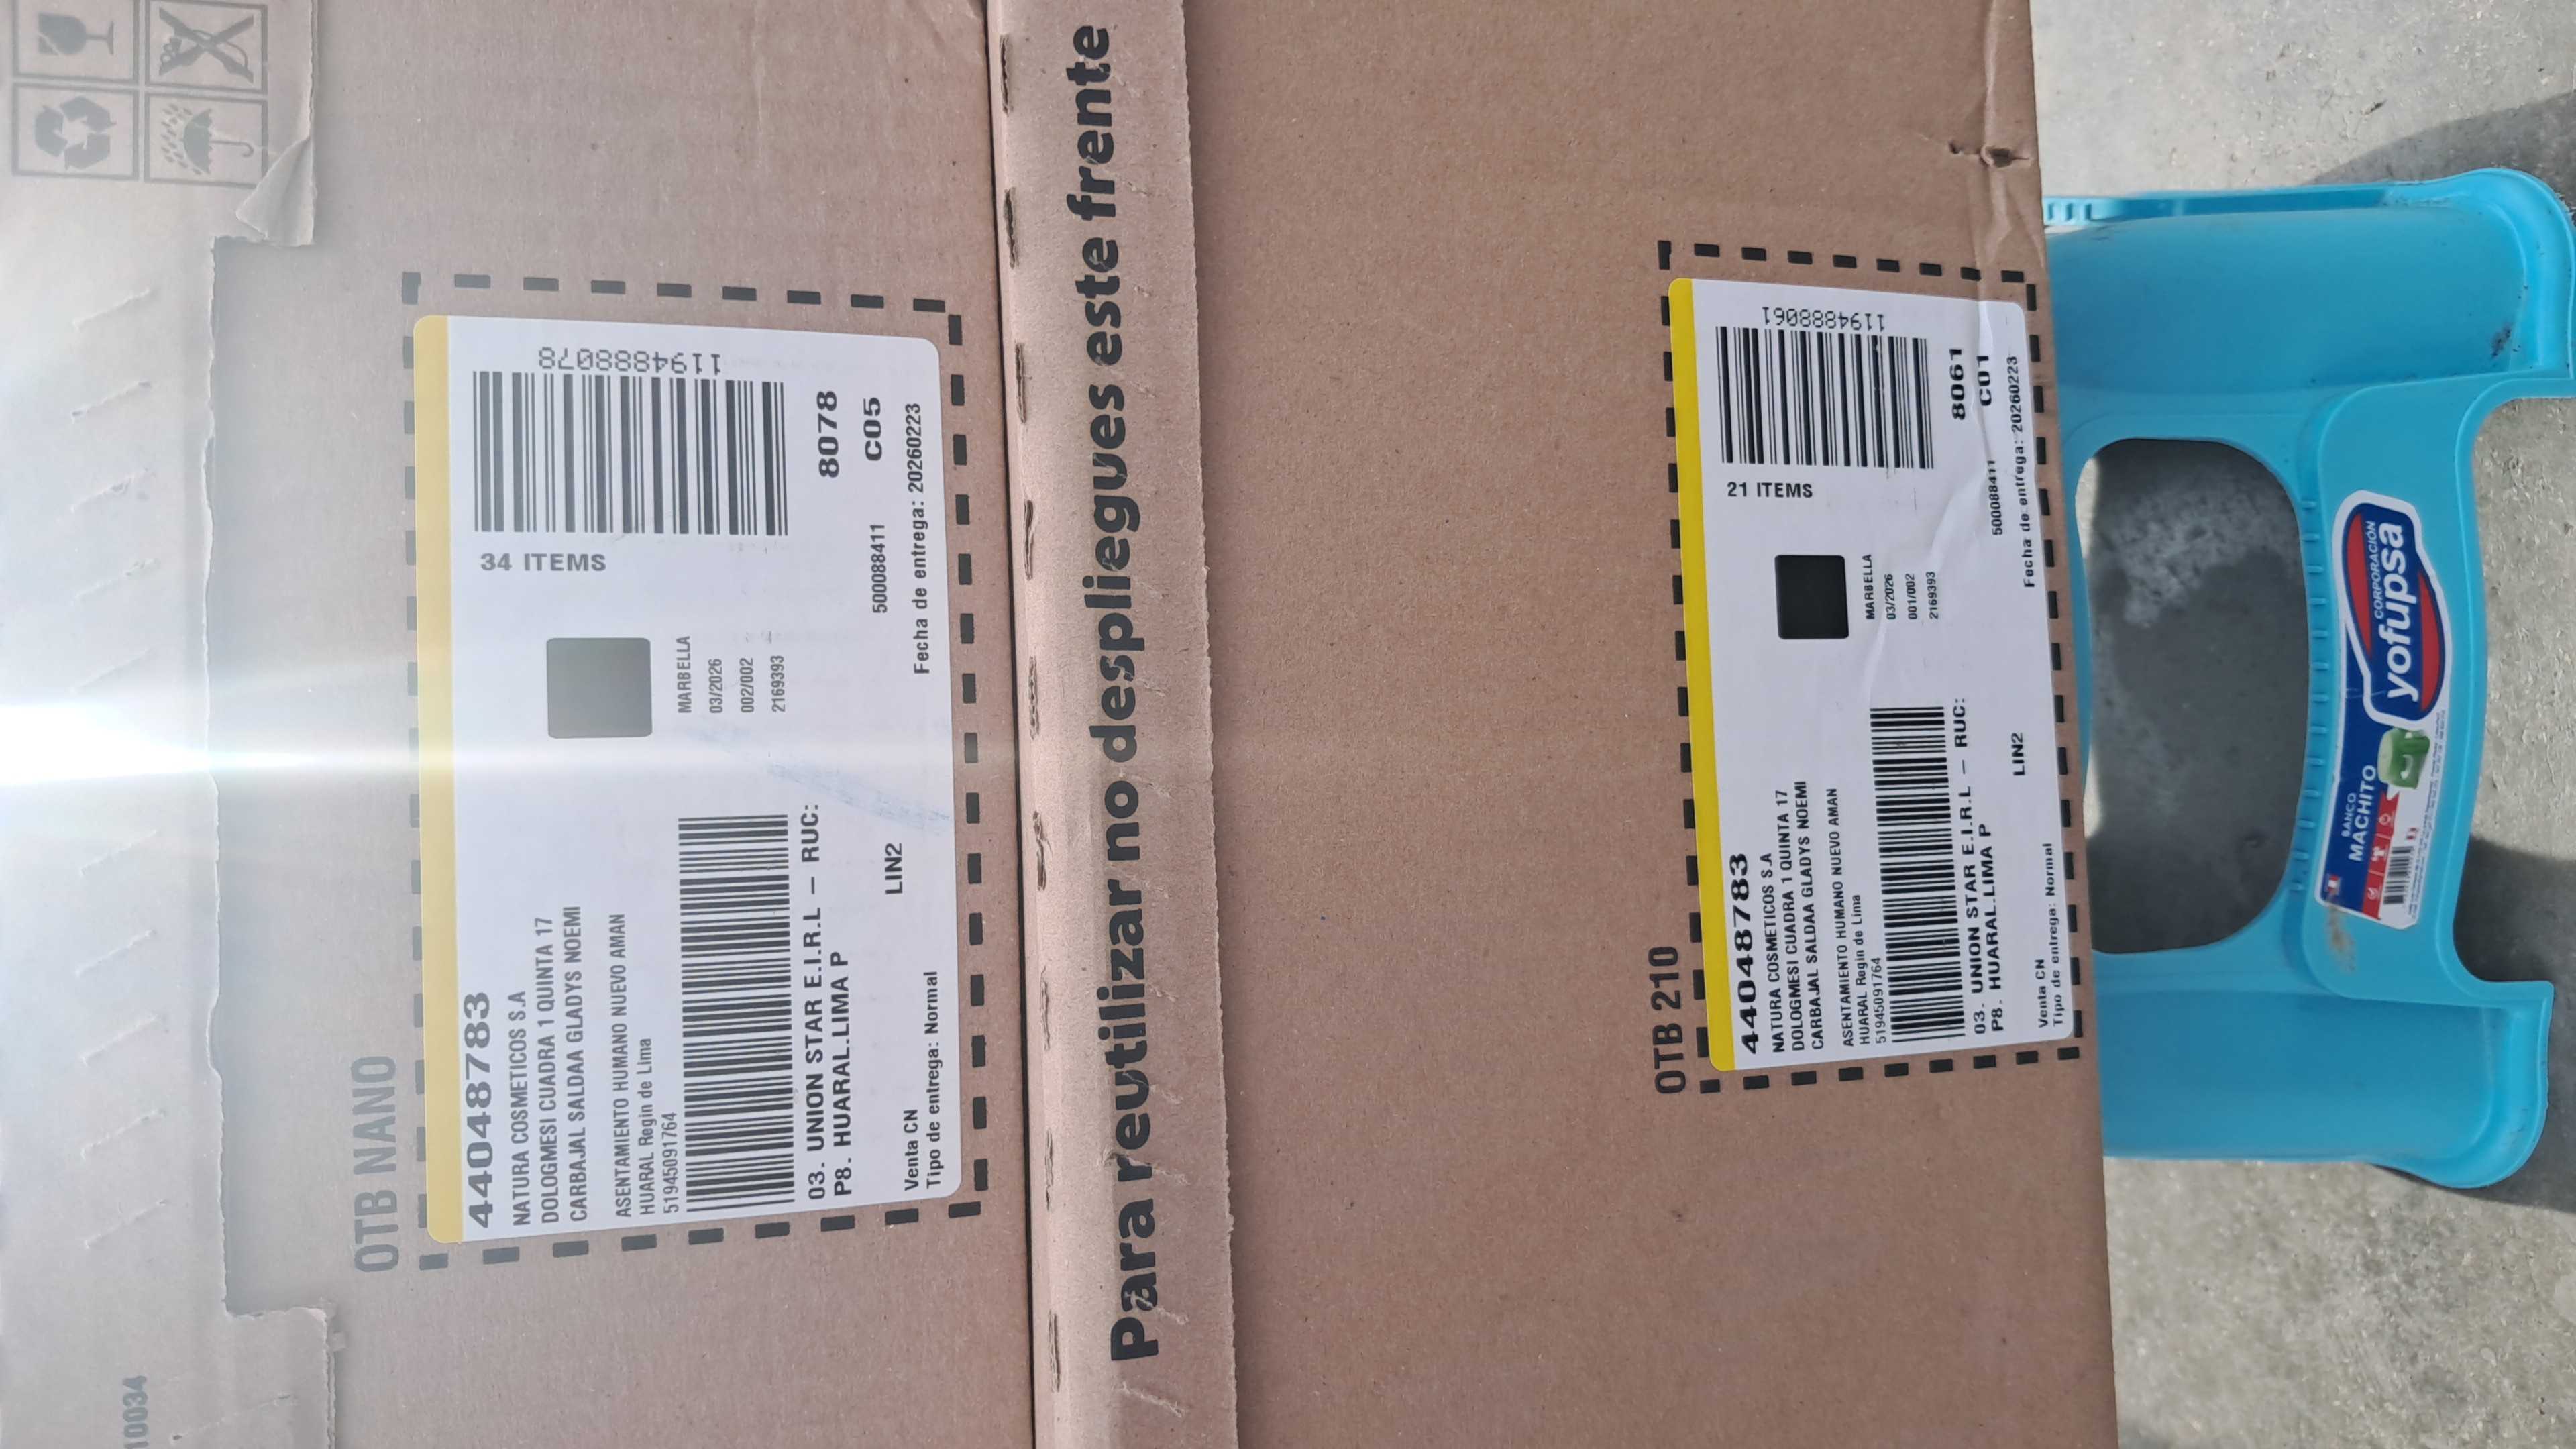 OTB NANO
44048783
NATURA COSMETICOS S.A
DOLOGMESI CUADRA 1 QUINTA 17
CARBAJAL SALDAA GLADYS NOEMI
ASENTAMIENTO HUMANO NUEVO AMAN
HUARAL Regin de Lima
51945091764
34 ITEMS
1194888078
MARBELLA
03/2026
002/002
2169393
8078
03. UNION STAR E.I.R.L – RUC:
P8. HUARAL.LIMA P
C05
500088411
LIN2
Venta CN
Tipo de entrega: Normal
Fecha de entrega: 20260223
10034
Para reutilizar no despliegues este frente
OTB 210
44048783
NATURA COSMETICOS S.A
DOLOGMESI CUADRA 1 QUINTA 17
CARBAJAL SALDAA GLADYS NOEMI
ASENTAMIENTO HUMANO NUEVO AMAN
HUARAL Regin de Lima
51945091764
21 ITEMS
1194888061
MARBELLA
03/2026
001/002
2169393
8061
03. UNION STAR E.I.R.L – RUC:
P8. HUARAL.LIMA P
C01
500088411
LIN2
Venta CN
Tipo de entrega: Normal
Fecha de entrega: 20260223
BANCO
MACHITO
CORPORACIÓN
yofupsa